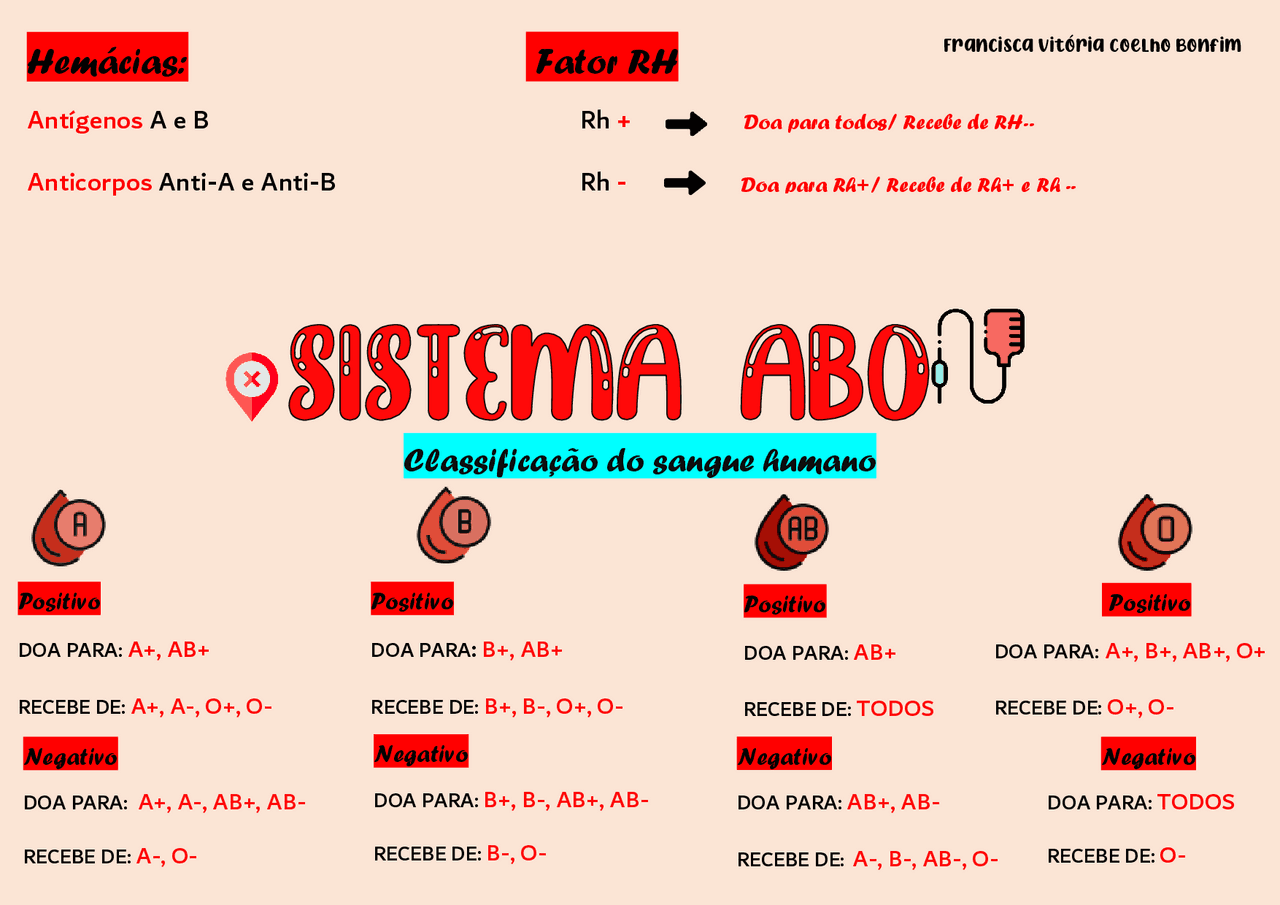 Francisca Vitória Coelho Bonfim
Hemácias:
Antígenos A e B
Anticorpos Anti-A e Anti-B
Fator RH
Rh + Doa para todos/ Recebe de RH--
Rh - Doa para Rh+/ Recebe de Rh+ e Rh --
SISTEMA ABO
Classificação do sangue humano
A
Positivo
DOA PARA: A+, AB+
RECEBE DE: A+, A-, O+, O-
Negativo
DOA PARA: A+, A-, AB+, AB-
RECEBE DE: A-, O-
B
Positivo
DOA PARA: B+, AB+
RECEBE DE: B+, B-, O+, O-
Negativo
DOA PARA: B+, B-, AB+, AB-
RECEBE DE: B-, O-
AB
Positivo
DOA PARA: AB+
RECEBE DE: TODOS
Negativo
DOA PARA: AB+, AB-
RECEBE DE: A-, B-, AB-, O-
O
Positivo
DOA PARA: A+, B+, AB+, O+
RECEBE DE: O+, O-
Negativo
DOA PARA: TODOS
RECEBE DE: O-